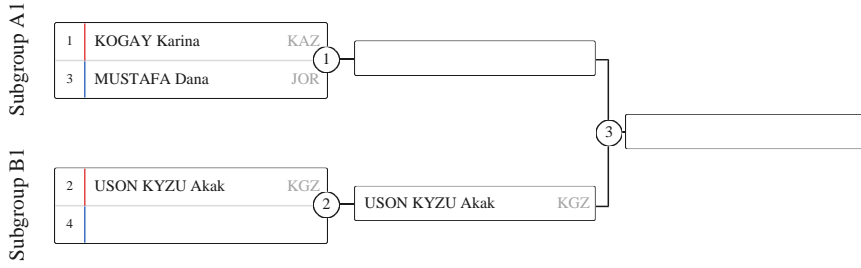 Subgroup A1
1 KOGAY Karina KAZ
3 MUSTAFA Dana JOR
1
3
Subgroup B1
2 USON KYZU Akak KGZ
4
2
USON KYZU Akak KGZ